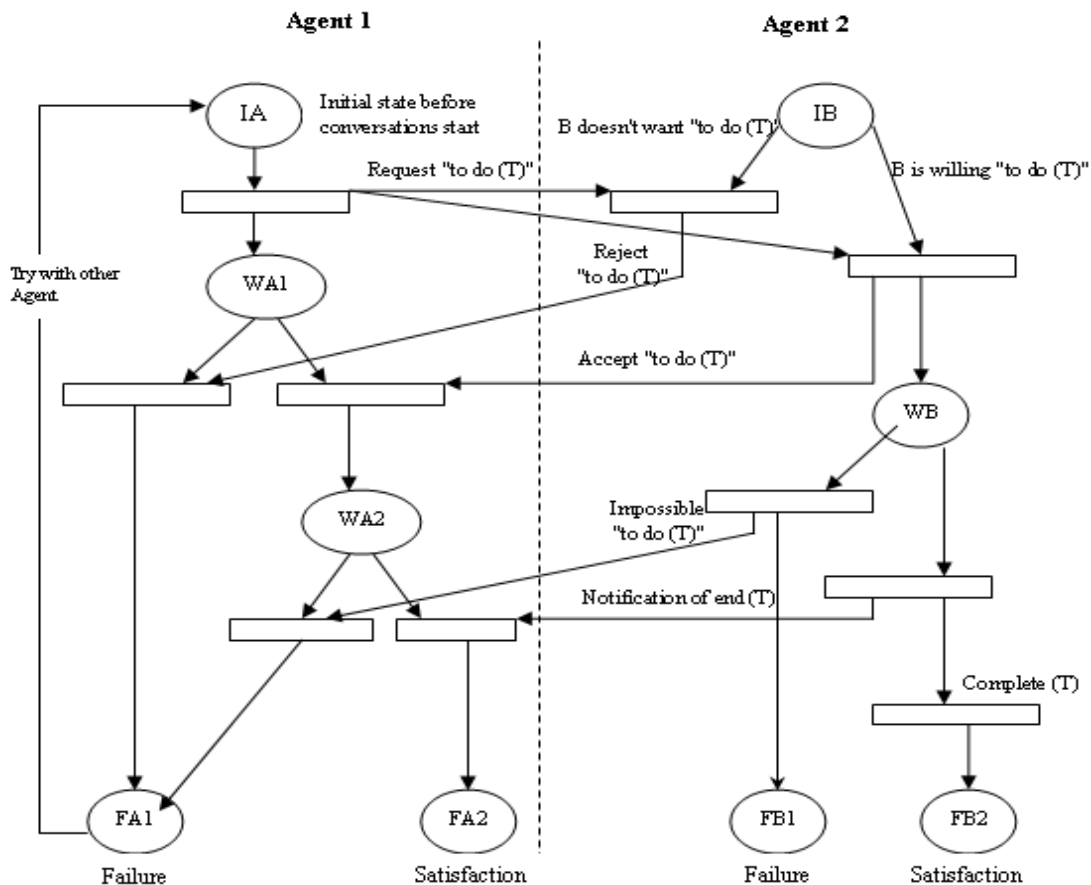 Agent 1
Agent 2
IA
Initial state before
conversations start
IB
B doesn't want "to do (T)"
Request "to do (T)"
B is willing "to do (T)"
Try with other
Agent
WA1
Reject
"to do (T)"
Accept "to do (T)"
WB
WA2
Impossible
"to do (T)"
Notification of end (T)
Complete (T)
FA1
FA2
FB1
FB2
Failure
Satisfaction
Failure
Satisfaction